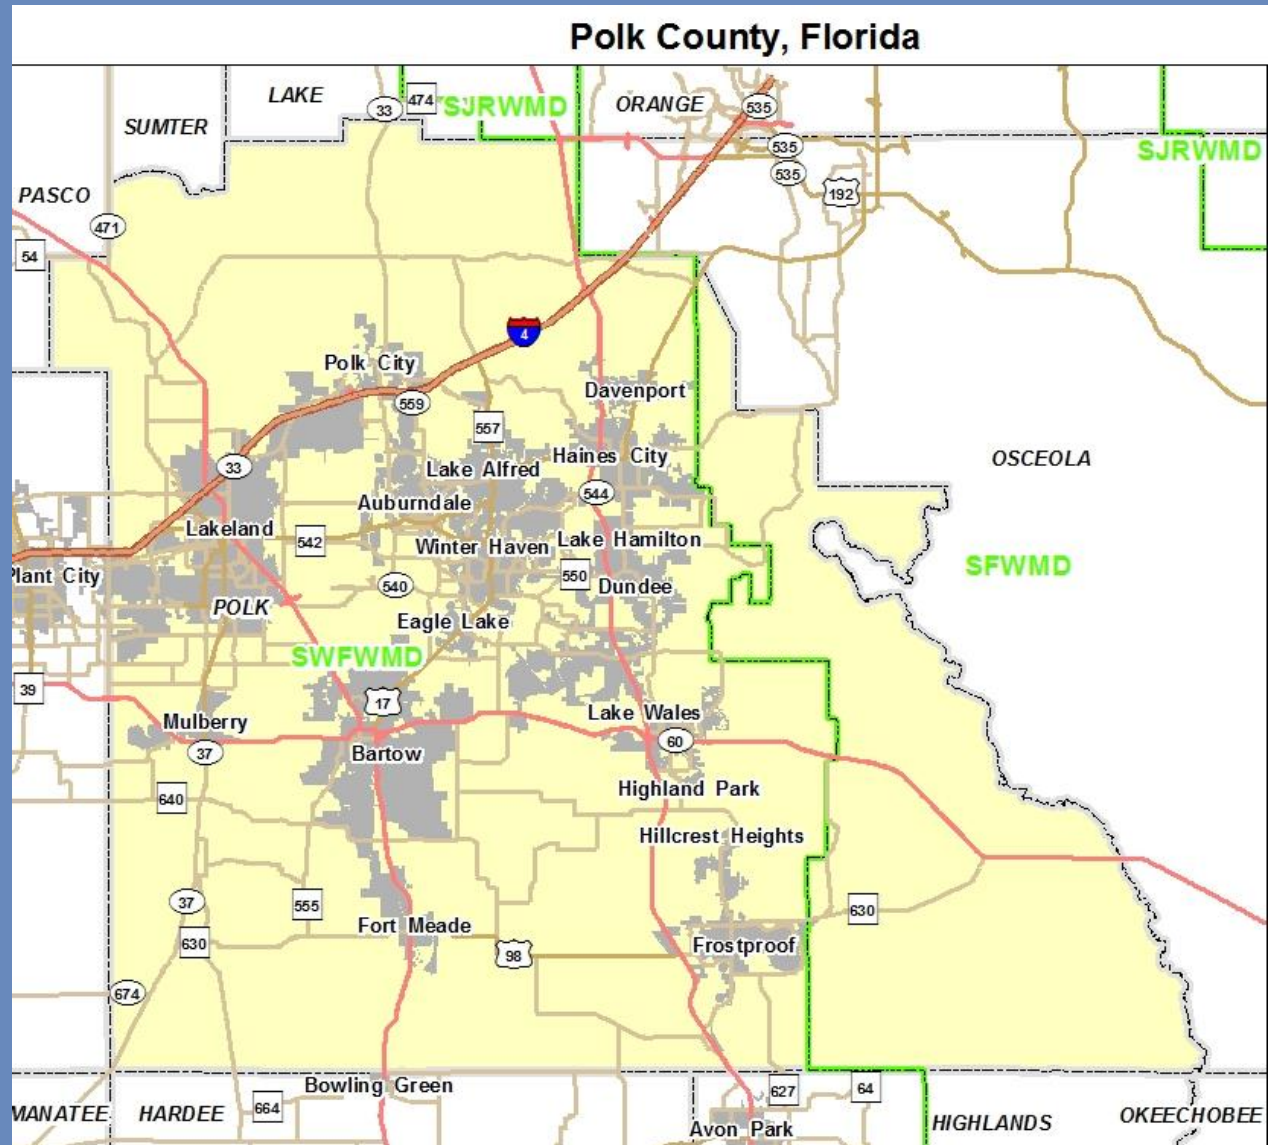 Polk County, Florida
LAKE
474
SJRWMD
ORANGE
535
33
SUMTER
535
SJRWMD
535
PASCO
192
471
54
4
Polk City
Davenport
559
557
Haines City
OSCEOLA
33
Lake Alfred
544
Auburndale
Lakeland
542
Winter Haven
Lake Hamilton
SFWMD
Plant City
540
550
Dundee
POLK
Eagle Lake
SWFWMD
39
17
Mulberry
Lake Wales
37
Bartow
60
640
Highland Park
Hillcrest Heights
37
555
630
Fort Meade
630
98
Frostproof
674
Bowling Green
627
64
MANATEE
HARDEE
664
HIGHLANDS
OKEECHOBEE
Avon Park